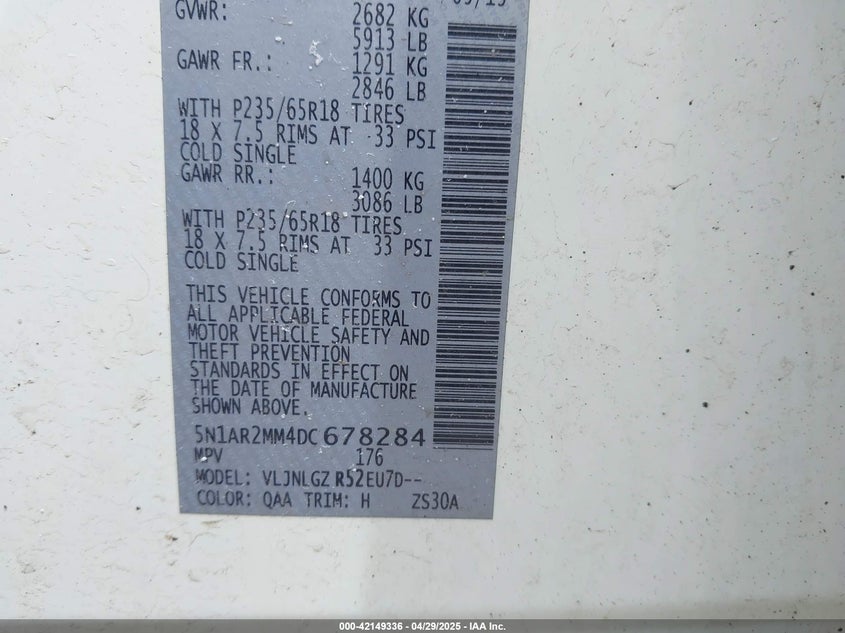 GVWR: 2682 KG
5913 LB
GAWR FR.: 1291 KG
2846 LB
WITH P235/65R18 TIRES
18 X 7.5 RIMS AT 33 PSI
COLD SINGLE
GAWR RR.: 1400 KG
3086 LB
WITH P235/65R18 TIRES
18 X 7.5 RIMS AT 33 PSI
COLD SINGLE
THIS VEHICLE CONFORMS TO
ALL APPLICABLE FEDERAL
MOTOR VEHICLE SAFETY AND
THEFT PREVENTION
STANDARDS IN EFFECT ON
THE DATE OF MANUFACTURE
SHOWN ABOVE.
5N1AR2MM4DC678284
MPV 176
MODEL: VLJNLGZ R52EU7D--
COLOR: QAA TRIM: H ZS30A
000-42149336 - 04/29/2025 - IAA Inc.